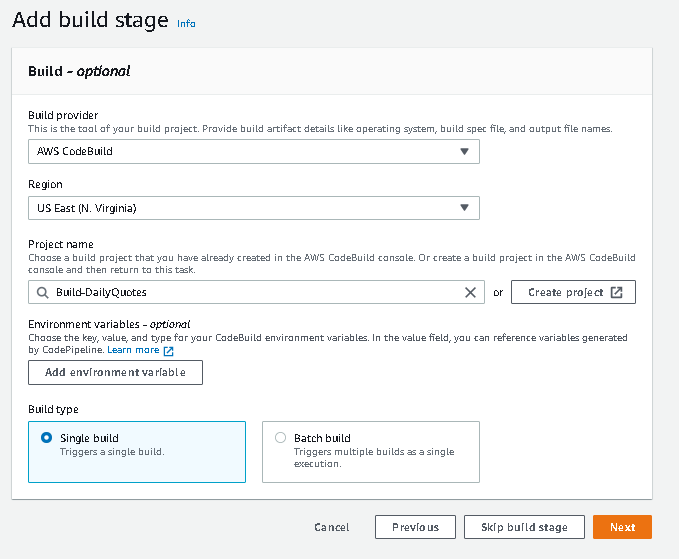 Add build stage Info
Build – optional
Build provider
This is the tool of your build project. Provide build artifact details like operating system, build spec file, and output file names.
AWS CodeBuild
Region
US East (N. Virginia)
Project name
Choose a build project that you have already created in the AWS CodeBuild console. Or create a build project in the AWS CodeBuild
console and then return to this task.
Build-DailyQuotes or Create project
Environment variables – optional
Choose the key, value, and type for your CodeBuild environment variables. In the value field, you can reference variables generated
by CodePipeline. Learn more
Add environment variable
Build type
Single build
Triggers a single build.
Batch build
Triggers multiple builds as a single
execution.
Cancel Previous Skip build stage Next